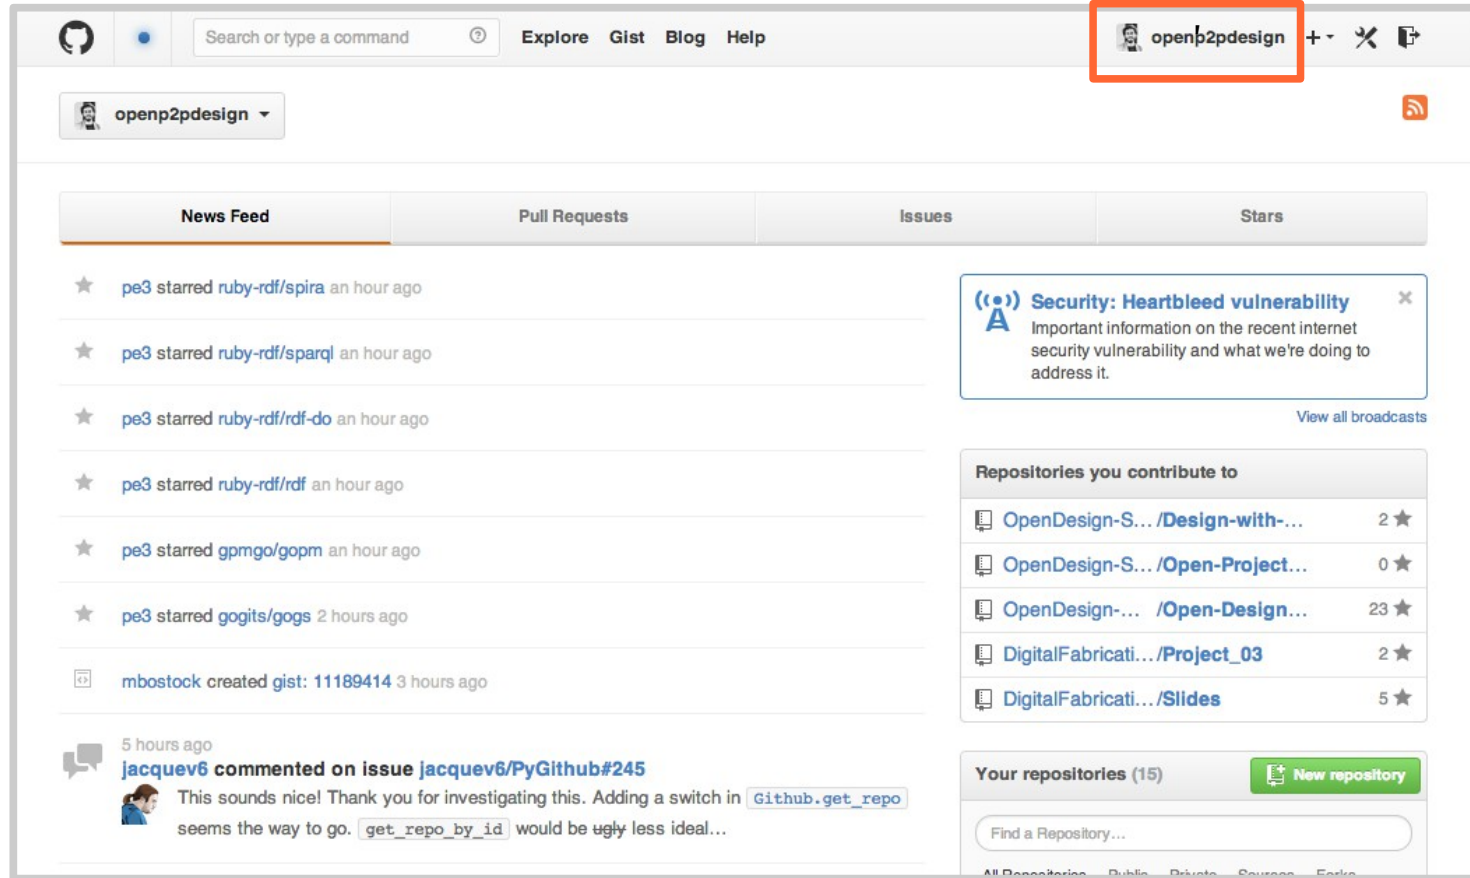 Search or type a command
Explore Gist Blog Help
openp2pdesign
openp2pdesign
News Feed Pull Requests Issues Stars
pe3 starred ruby-rdf/spira an hour ago
pe3 starred ruby-rdf/sparql an hour ago
pe3 starred ruby-rdf/rdf-do an hour ago
pe3 starred ruby-rdf/rdf an hour ago
pe3 starred gpmgo/gopm an hour ago
pe3 starred gogits/gogs 2 hours ago
mbostock created gist: 11189414 3 hours ago
5 hours ago
jacquev6 commented on issue jacquev6/PyGithub#245
This sounds nice! Thank you for investigating this. Adding a switch in Github.get_repo
seems the way to go. get_repo_by_id would be ugly less ideal...
Security: Heartbleed vulnerability
Important information on the recent internet
security vulnerability and what we're doing to
address it.
View all broadcasts
Repositories you contribute to
OpenDesign-S… /Design-with-… 2
OpenDesign-S… /Open-Project… 0
OpenDesign-… /Open-Design… 23
DigitalFabricati… /Project_03 2
DigitalFabricati… /Slides 5
Your repositories (15)
New repository
Find a Repository…
All Repositories Public Private Sources Forks